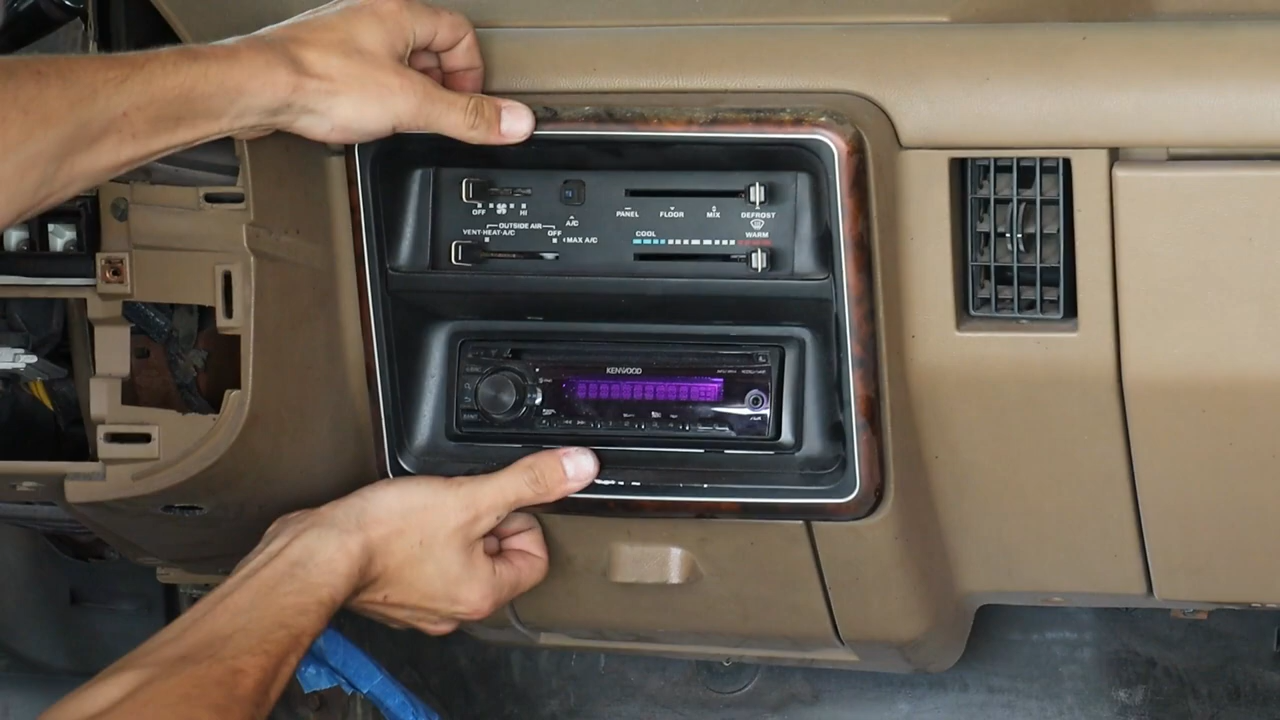 OFF HI
A/C
OUTSIDE AIR
VENT-HEAT-A/C OFF MAX A/C
PANEL FLOOR MIX DEFROST
COOL WARM
KENWOOD